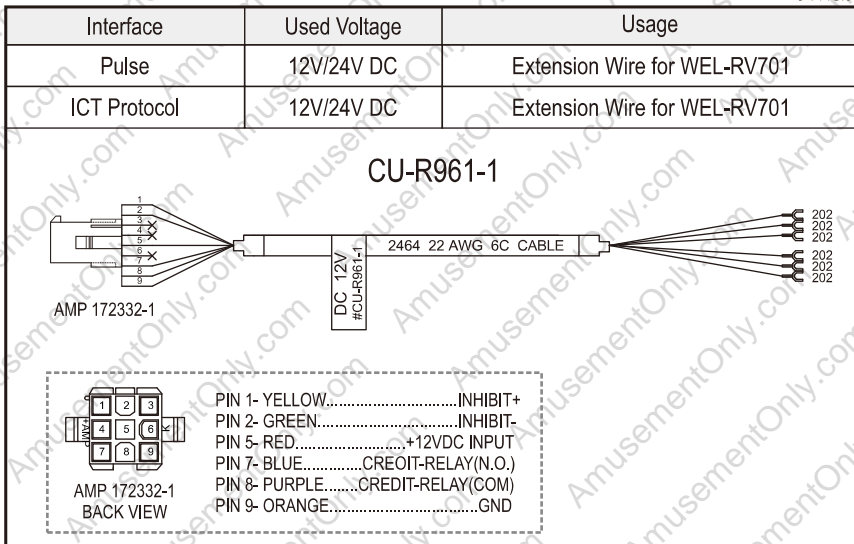 Interface Used Voltage Usage
Pulse 12V/24V DC Extension Wire for WEL-RV701
ICT Protocol 12V/24V DC Extension Wire for WEL-RV701
CU-R961-1
1
2
3
4
5
6
7
8
9
AMP 172332-1
DC 12V
#CU-R961-1
2464 22 AWG 6C CABLE
202
202
202
202
202
202
1 2 3
4 5 6
7 8 9
AMP
K
AMP 172332-1
BACK VIEW
PIN 1- YELLOW..............................INHIBIT+
PIN 2- GREEN................................INHIBIT-
PIN 5- RED......................+12VDC INPUT
PIN 7- BLUE...........CREOIT-RELAY(N.O.)
PIN 8- PURPLE......CREDIT-RELAY(COM)
PIN 9- ORANGE.............................GND
AmusementOnly.com